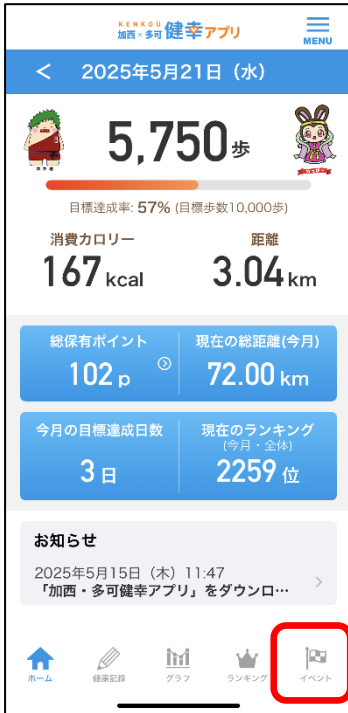 KENKOU
加西×多可 健幸アプリ
MENU
< 2025年5月21日（水）
5,750歩
目標達成率: 57% (目標歩数10,000歩)
消費カロリー 距離
167 kcal 3.04 km
総保有ポイント 現在の総距離(今月)
102 p 72.00 km
今月の目標達成日数 現在のランキング
(今月・全体)
3 日 2259 位
お知らせ
2025年5月15日（木）11:47
「加西・多可健幸アプリ」をダウンロ…
ホーム 健康記録 グラフ ランキング イベント